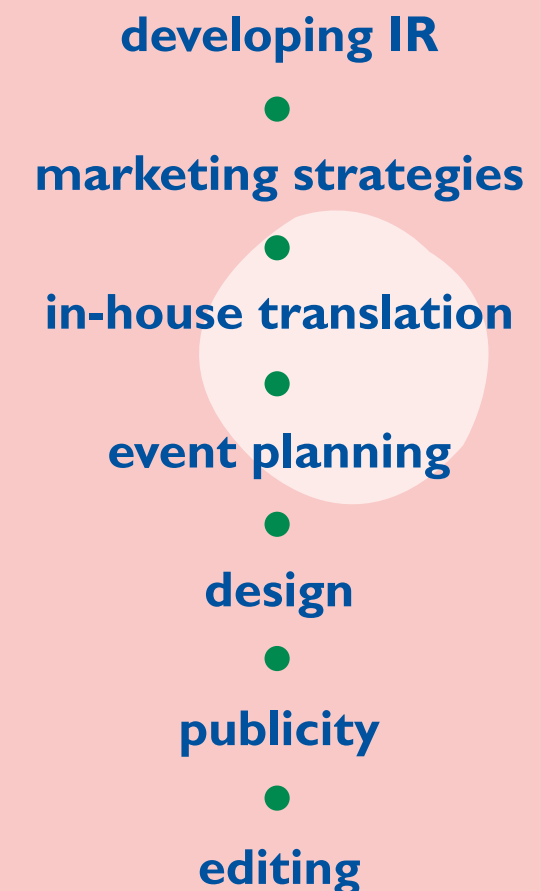 developing IR
marketing strategies
in-house translation
event planning
design
publicity
editing